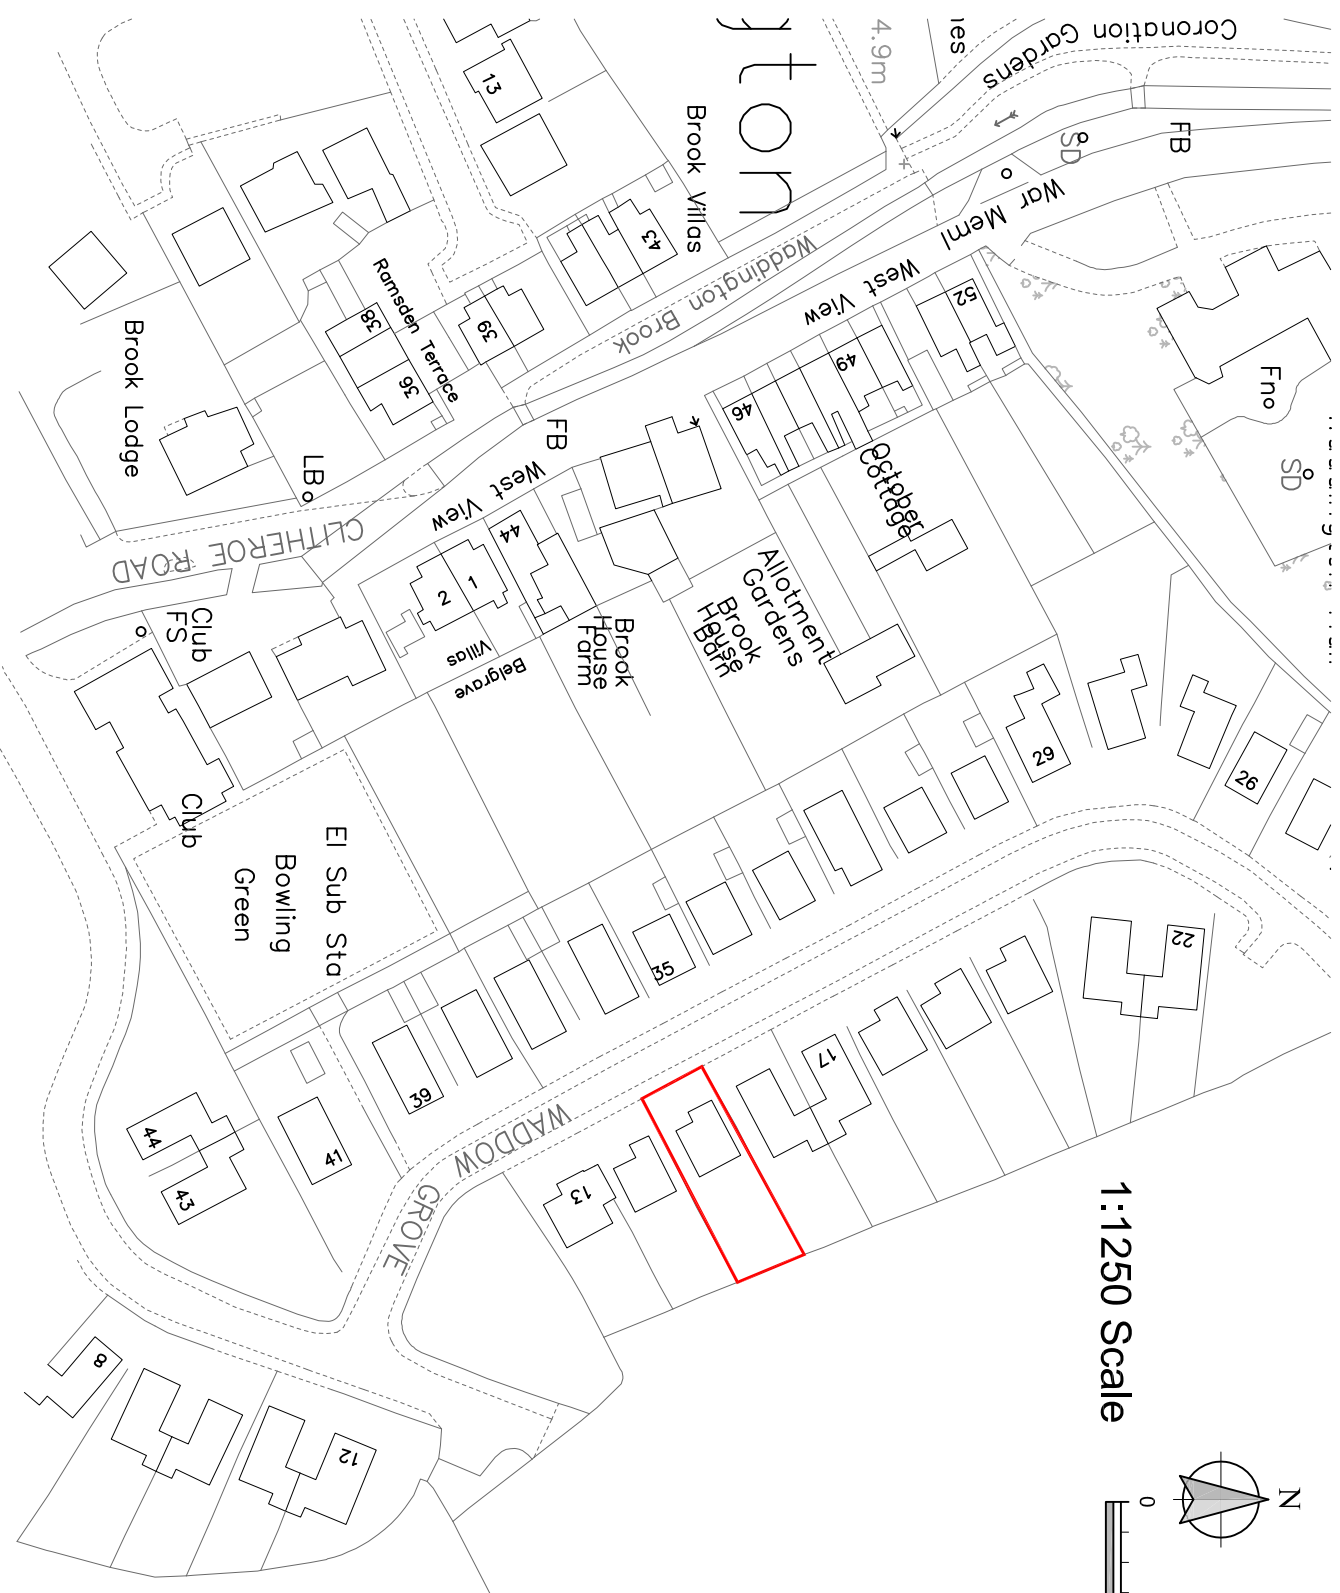 Coronation Gardens
4.9m
gton
13
Brook Villas
SD
FB
War Meml
43
Waddington Brook
West View
52
Ramsden Terrace
38
39
36
49
46
Brook Lodge
LB
FB
West View
October
Cottage
Fno
SD
CLITHEROE ROAD
44
1
2
Villas
Belgrave
Club
FS
Brook
House
Farm
Brook
House
Barn
Allotment
Gardens
29
26
Club
El Sub Sta
Bowling
Green
35
22
39
17
WADDOW GROVE
44
43
41
13
8
12
1:1250 Scale
N
0